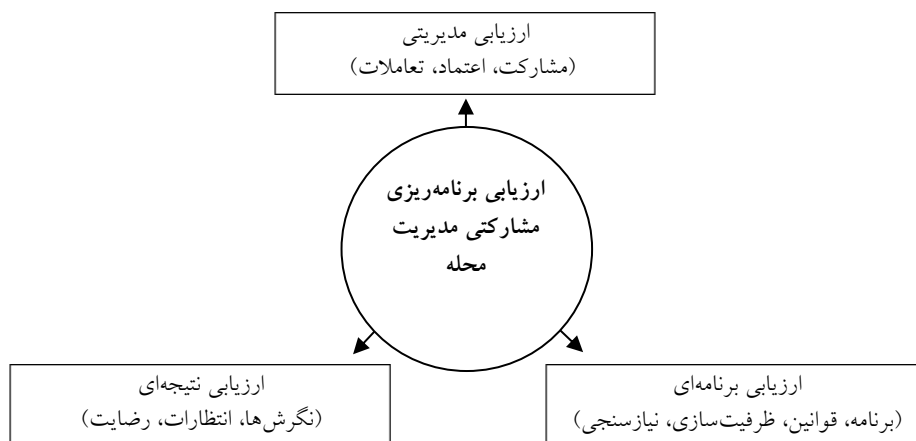 ارزیابی مدیریتی
(مشارکت، اعتماد، تعاملات)
ارزیابی برنامه‌ریزی
مشارکتی مدیریت
محله
ارزیابی برنامه‌ای
(برنامه، قوانین، ظرفیت‌سازی، نیازسنجی)
ارزیابی نتیجه‌ای
(نگرش‌ها، انتظارات، رضایت)